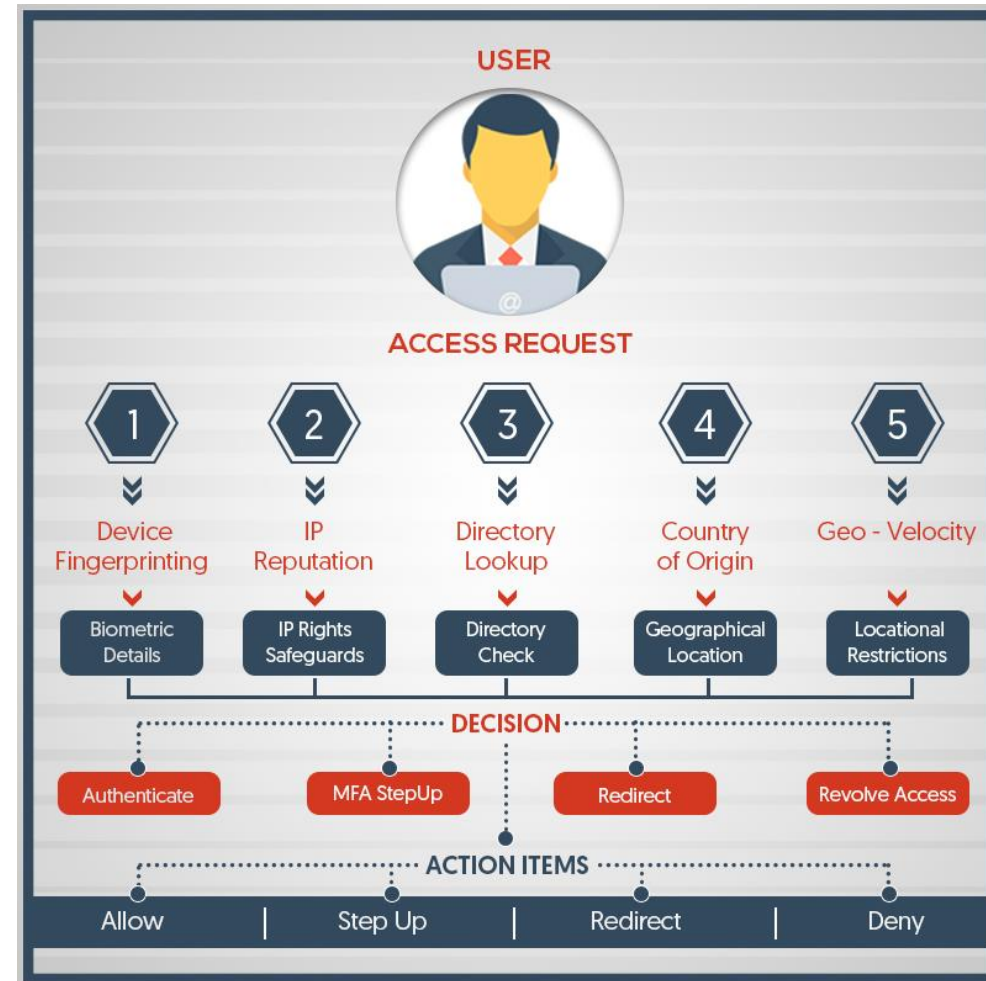 USER
@
ACCESS REQUEST
1 2 3 4 5
Device Fingerprinting
IP Reputation
Directory Lookup
Country of Origin
Geo - Velocity
Biometric Details
IP Rights Safeguards
Directory Check
Geographical Location
Locational Restrictions
DECISION
Authenticate
MFA StepUp
Redirect
Revolve Access
ACTION ITEMS
Allow | Step Up | Redirect | Deny